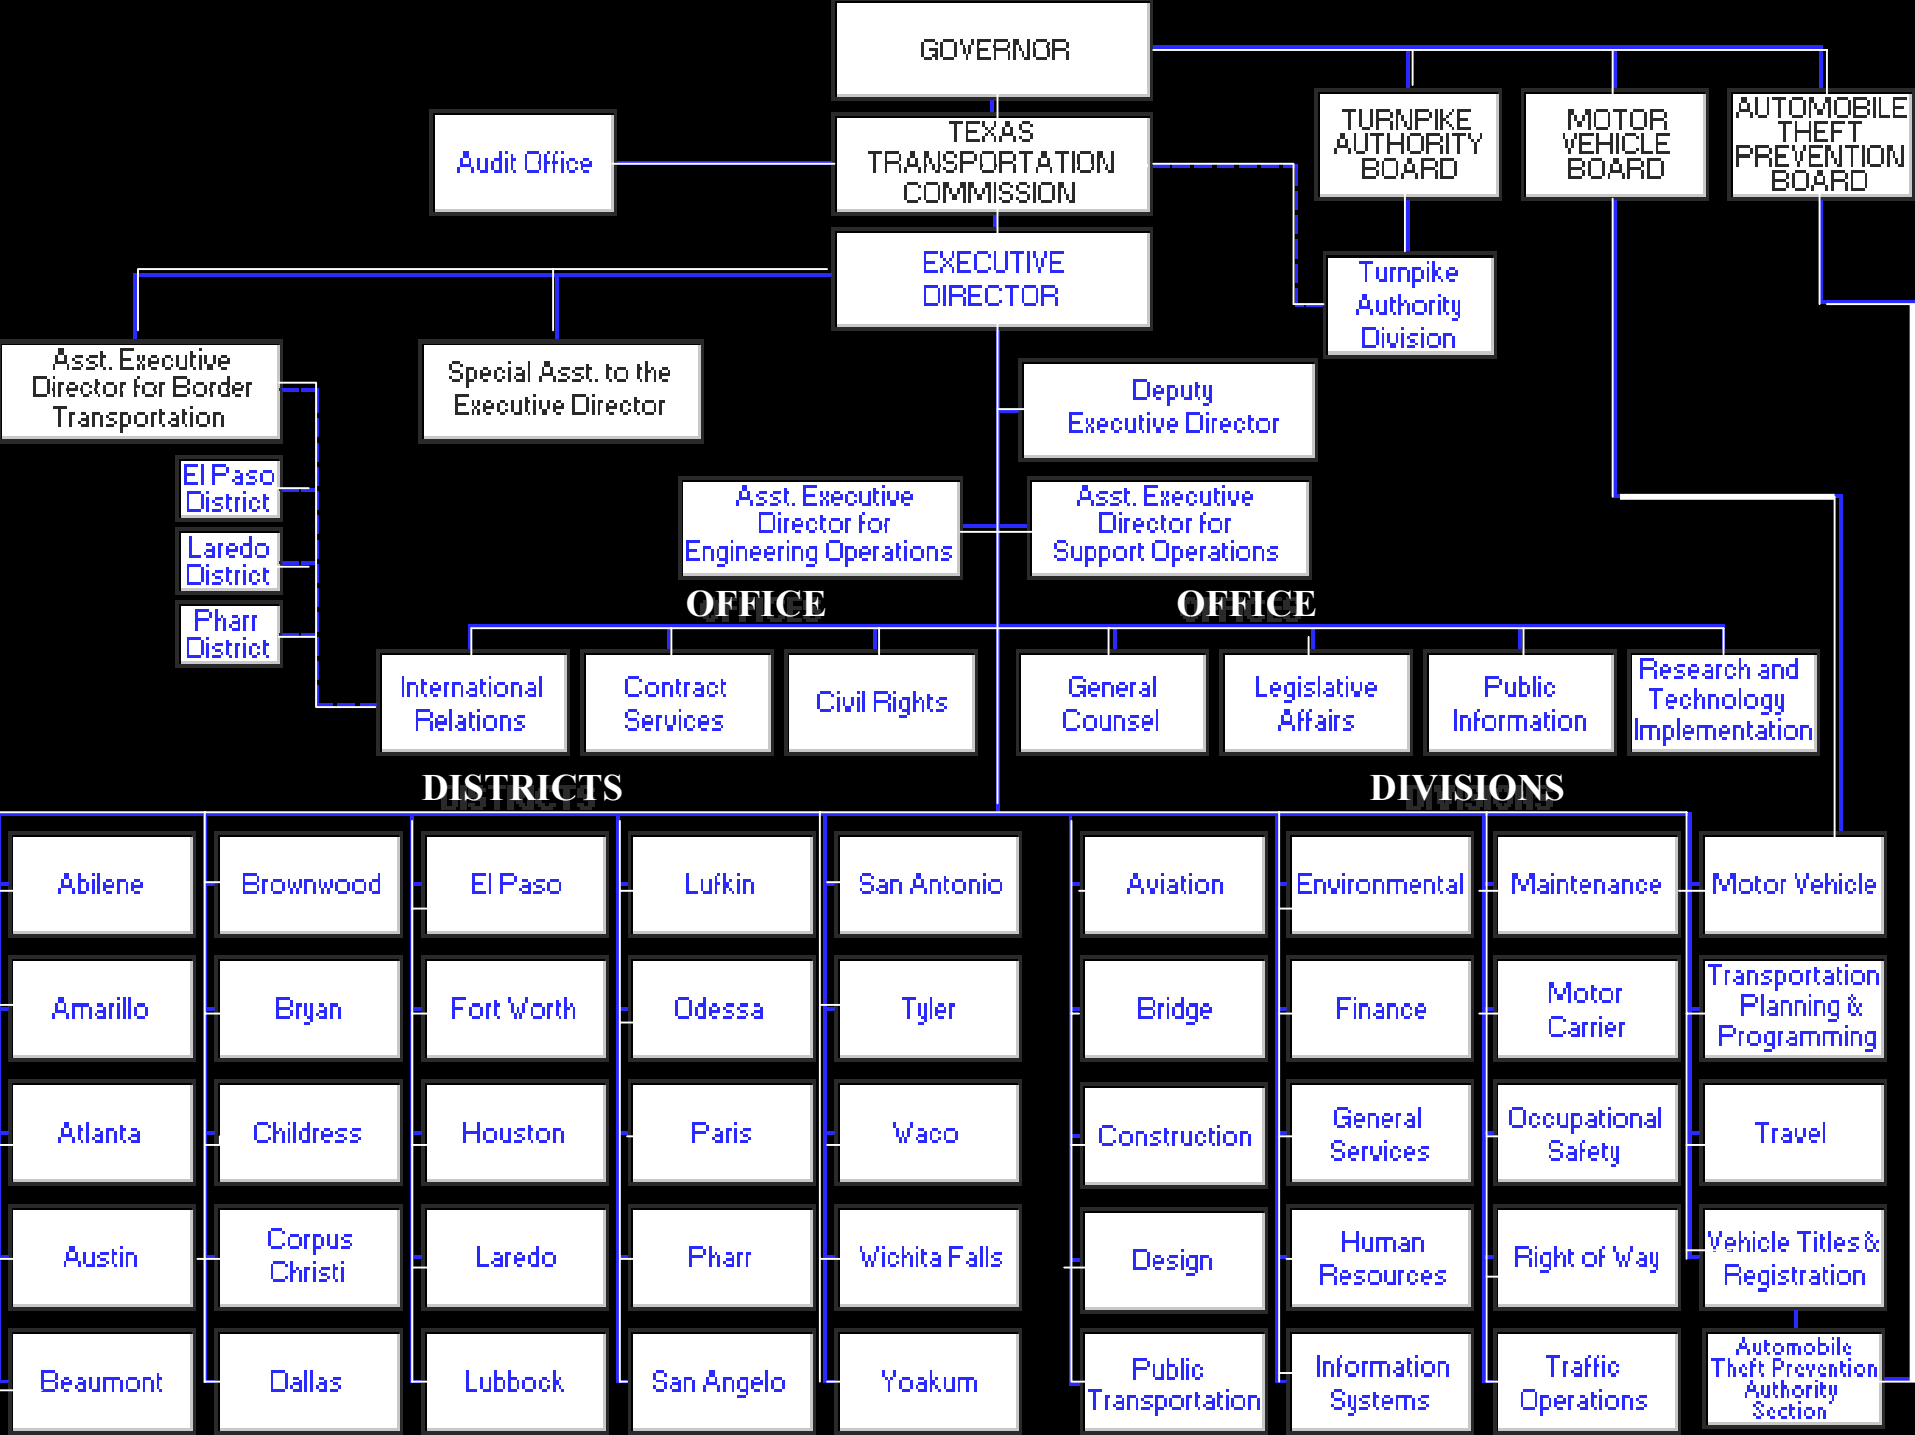 GOVERNOR
Audit Office
TEXAS
TRANSPORTATION
COMMISSION
TURNPIKE
AUTHORITY
BOARD
MOTOR
VEHICLE
BOARD
AUTOMOBILE
THEFT
PREVENTION
BOARD
EXECUTIVE
DIRECTOR
Turnpike
Authority
Division
Asst. Executive
Director for Border
Transportation
Special Asst. to the
Executive Director
Deputy
Executive Director
El Paso
District
Laredo
District
Pharr
District
Asst. Executive
Director for
Engineering Operations
Asst. Executive
Director for
Support Operations
OFFICE
OFFICE
International
Relations
Contract
Services
Civil Rights
General
Counsel
Legislative
Affairs
Public
Information
Research and
Technology
Implementation
DISTRICTS
DIVISIONS
Abilene
Brownwood
El Paso
Lufkin
San Antonio
Aviation
Environmental
Maintenance
Motor Vehicle
Amarillo
Bryan
Fort Worth
Odessa
Tyler
Bridge
Finance
Motor
Carrier
Transportation
Planning &
Programming
Atlanta
Childress
Houston
Paris
Waco
Construction
General
Services
Occupational
Safety
Travel
Austin
Corpus
Christi
Laredo
Pharr
Wichita Falls
Design
Human
Resources
Right of Way
Vehicle Titles &
Registration
Beaumont
Dallas
Lubbock
San Angelo
Yoakum
Public
Transportation
Information
Systems
Traffic
Operations
Automobile
Theft Prevention
Authority
Section